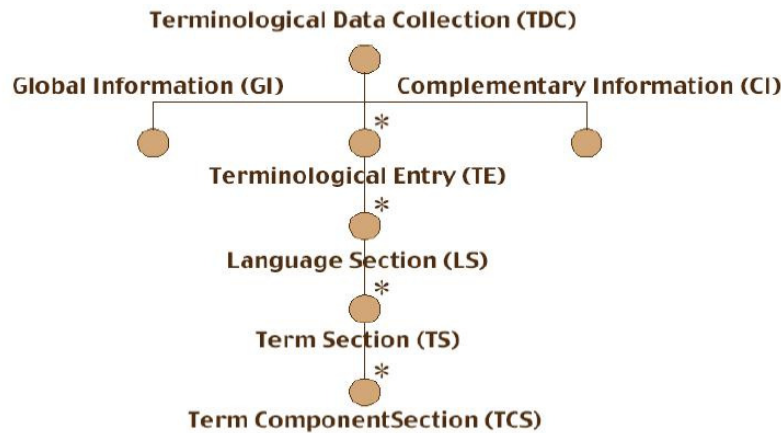 Terminological Data Collection (TDC)
Global Information (GI)
Complementary Information (CI)
*
Terminological Entry (TE)
*
Language Section (LS)
*
Term Section (TS)
*
Term ComponentSection (TCS)